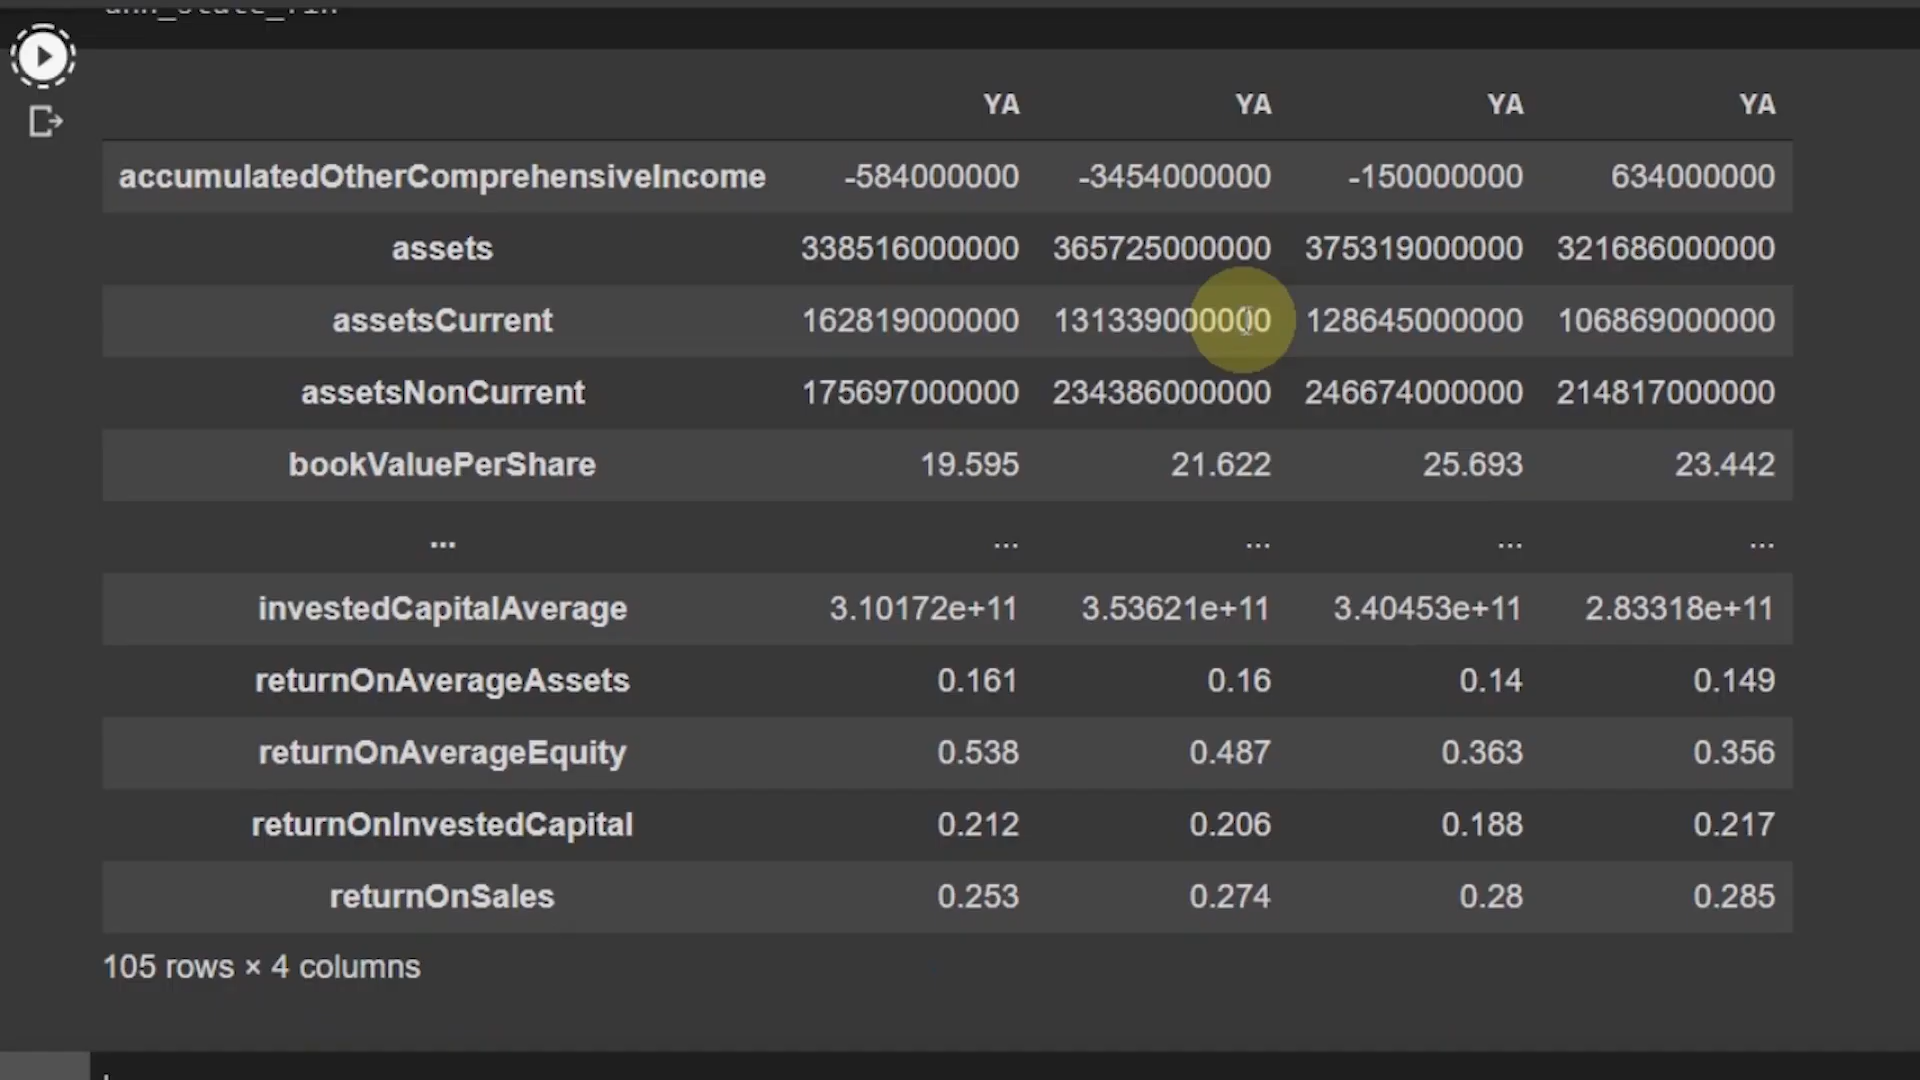 YA YA YA YA
accumulatedOtherComprehensiveIncome -584000000 -3454000000 -150000000 634000000
assets 338516000000 365725000000 375319000000 321686000000
assetsCurrent 162819000000 131339000000 128645000000 106869000000
assetsNonCurrent 175697000000 234386000000 246674000000 214817000000
bookValuePerShare 19.595 21.622 25.693 23.442
... ... ... ... ...
investedCapitalAverage 3.10172e+11 3.53621e+11 3.40453e+11 2.83318e+11
returnOnAverageAssets 0.161 0.16 0.14 0.149
returnOnAverageEquity 0.538 0.487 0.363 0.356
returnOnInvestedCapital 0.212 0.206 0.188 0.217
returnOnSales 0.253 0.274 0.28 0.285
105 rows × 4 columns